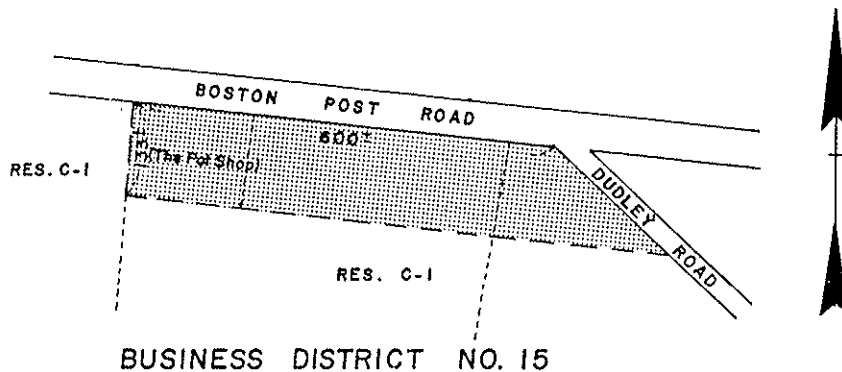 BOSTON POST ROAD
600±
(The Pot Shop)
RES. C-1
DUDLEY ROAD
RES. C-1
BUSINESS DISTRICT NO. 15